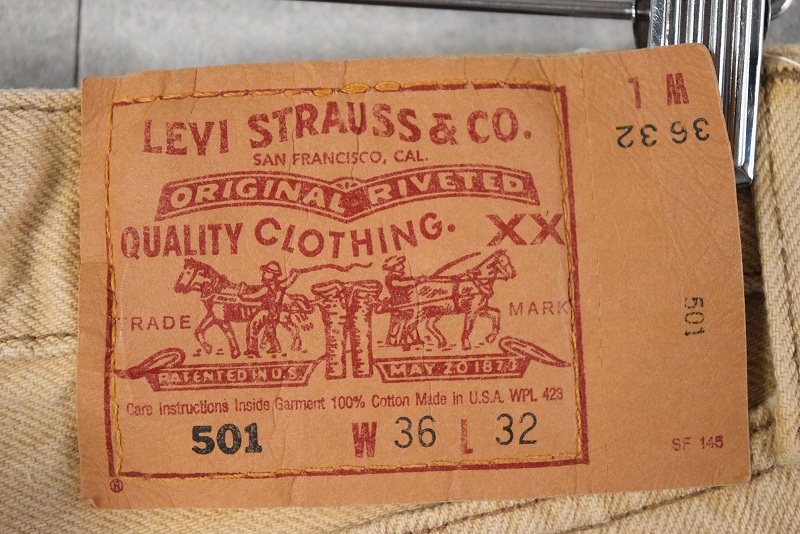 LEVI STRAUSS & CO.
SAN FRANCISCO, CAL.
ORIGINAL RIVETED
QUALITY CLOTHING. XX
TRADE MARK
PATENTED IN U.S. MAY 20 1873
Care Instructions Inside Garment 100% Cotton Made In U.S.A. WPL 423
501 W 36 L 32
®
W L
36 32
501
SF 145